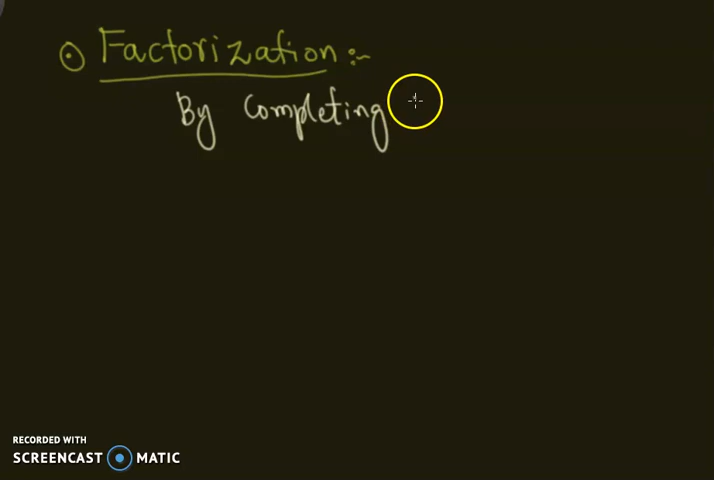 ⊙ Factorization :-
By Completing
RECORDED WITH
SCREENCAST MATIC